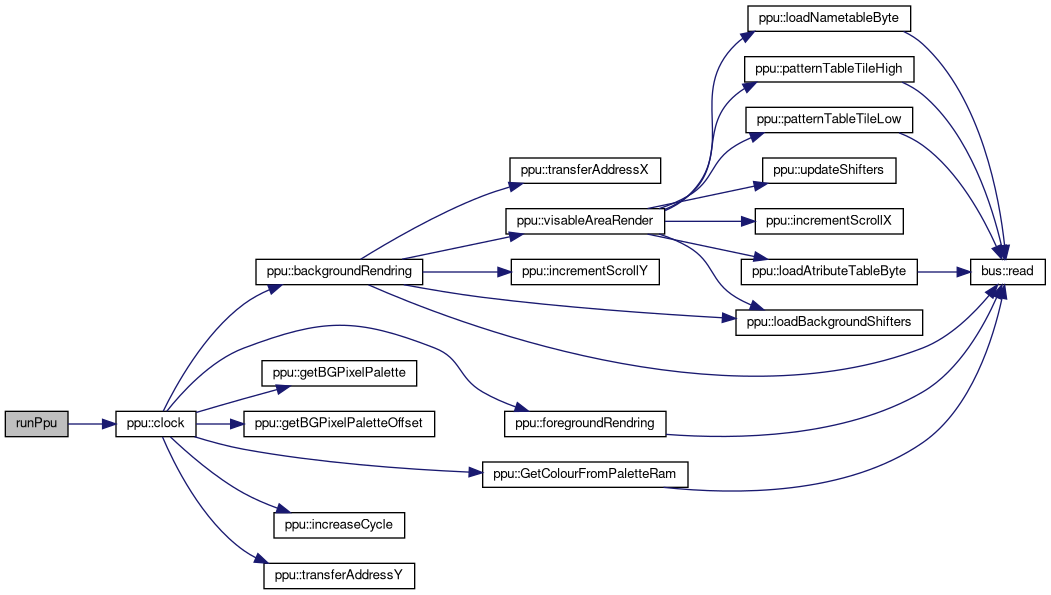 ppu::loadNametableByte
ppu::patternTableTileHigh
ppu::patternTableTileLow
ppu::transferAddressX
ppu::updateShifters
ppu::visableAreaRender
ppu::incrementScrollX
ppu::backgroundRendring
ppu::incrementScrollY
ppu::loadAtributeTableByte
bus::read
ppu::loadBackgroundShifters
ppu::getBGPixelPalette
runPpu
ppu::clock
ppu::getBGPixelPaletteOffset
ppu::foregroundRendring
ppu::GetColourFromPaletteRam
ppu::increaseCycle
ppu::transferAddressY